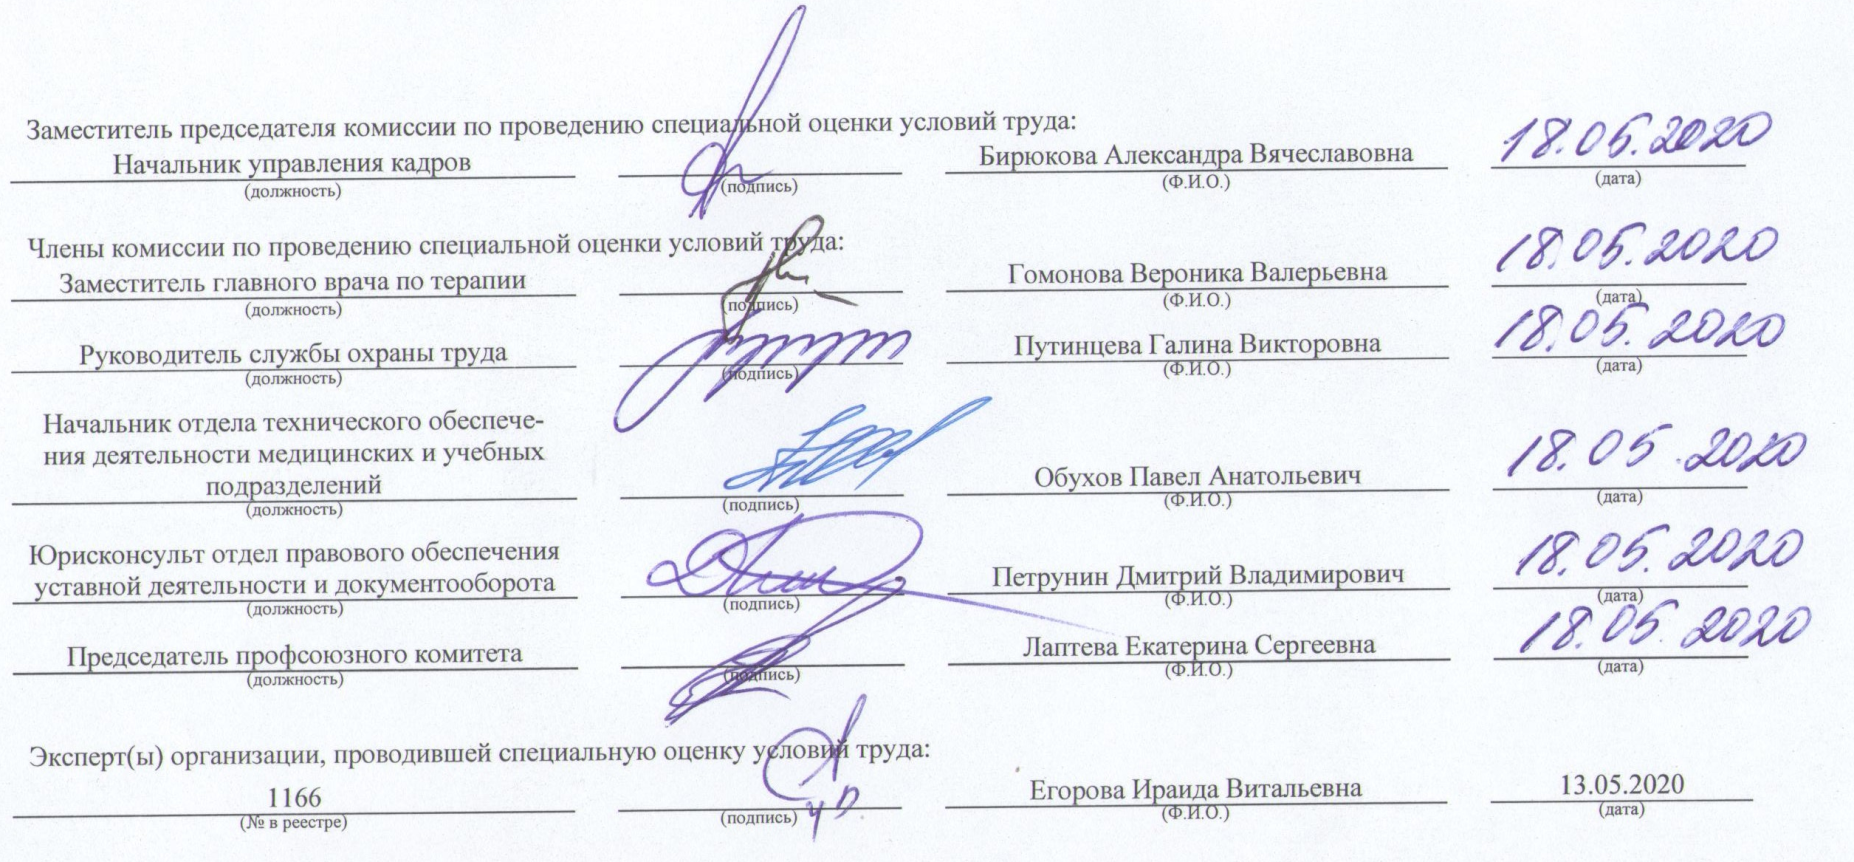 Заместитель председателя комиссии по проведению специальной оценки условий труда:
Начальник управления кадров Бирюкова Александра Вячеславовна 18.05.2020
(должность) (подпись) (Ф.И.О.) (дата)
Члены комиссии по проведению специальной оценки условий труда:
Заместитель главного врача по терапии Гомонова Вероника Валерьевна 18.05.2020
(должность) (подпись) (Ф.И.О.) (дата)
Руководитель службы охраны труда Путинцева Галина Викторовна 18.05.2020
(должность) (подпись) (Ф.И.О.) (дата)
Начальник отдела технического обеспече-
ния деятельности медицинских и учебных
подразделений Обухов Павел Анатольевич 18.05.2020
(должность) (подпись) (Ф.И.О.) (дата)
Юрисконсульт отдел правового обеспечения
уставной деятельности и документооборота Петрунин Дмитрий Владимирович 18.05.2020
(должность) (подпись) (Ф.И.О.) (дата)
Председатель профсоюзного комитета Лаптева Екатерина Сергеевна 18.05.2020
(должность) (подпись) (Ф.И.О.) (дата)
Эксперт(ы) организации, проводившей специальную оценку условий труда:
1166 Егорова Ираида Витальевна 13.05.2020
(№ в реестре) (подпись) (Ф.И.О.) (дата)